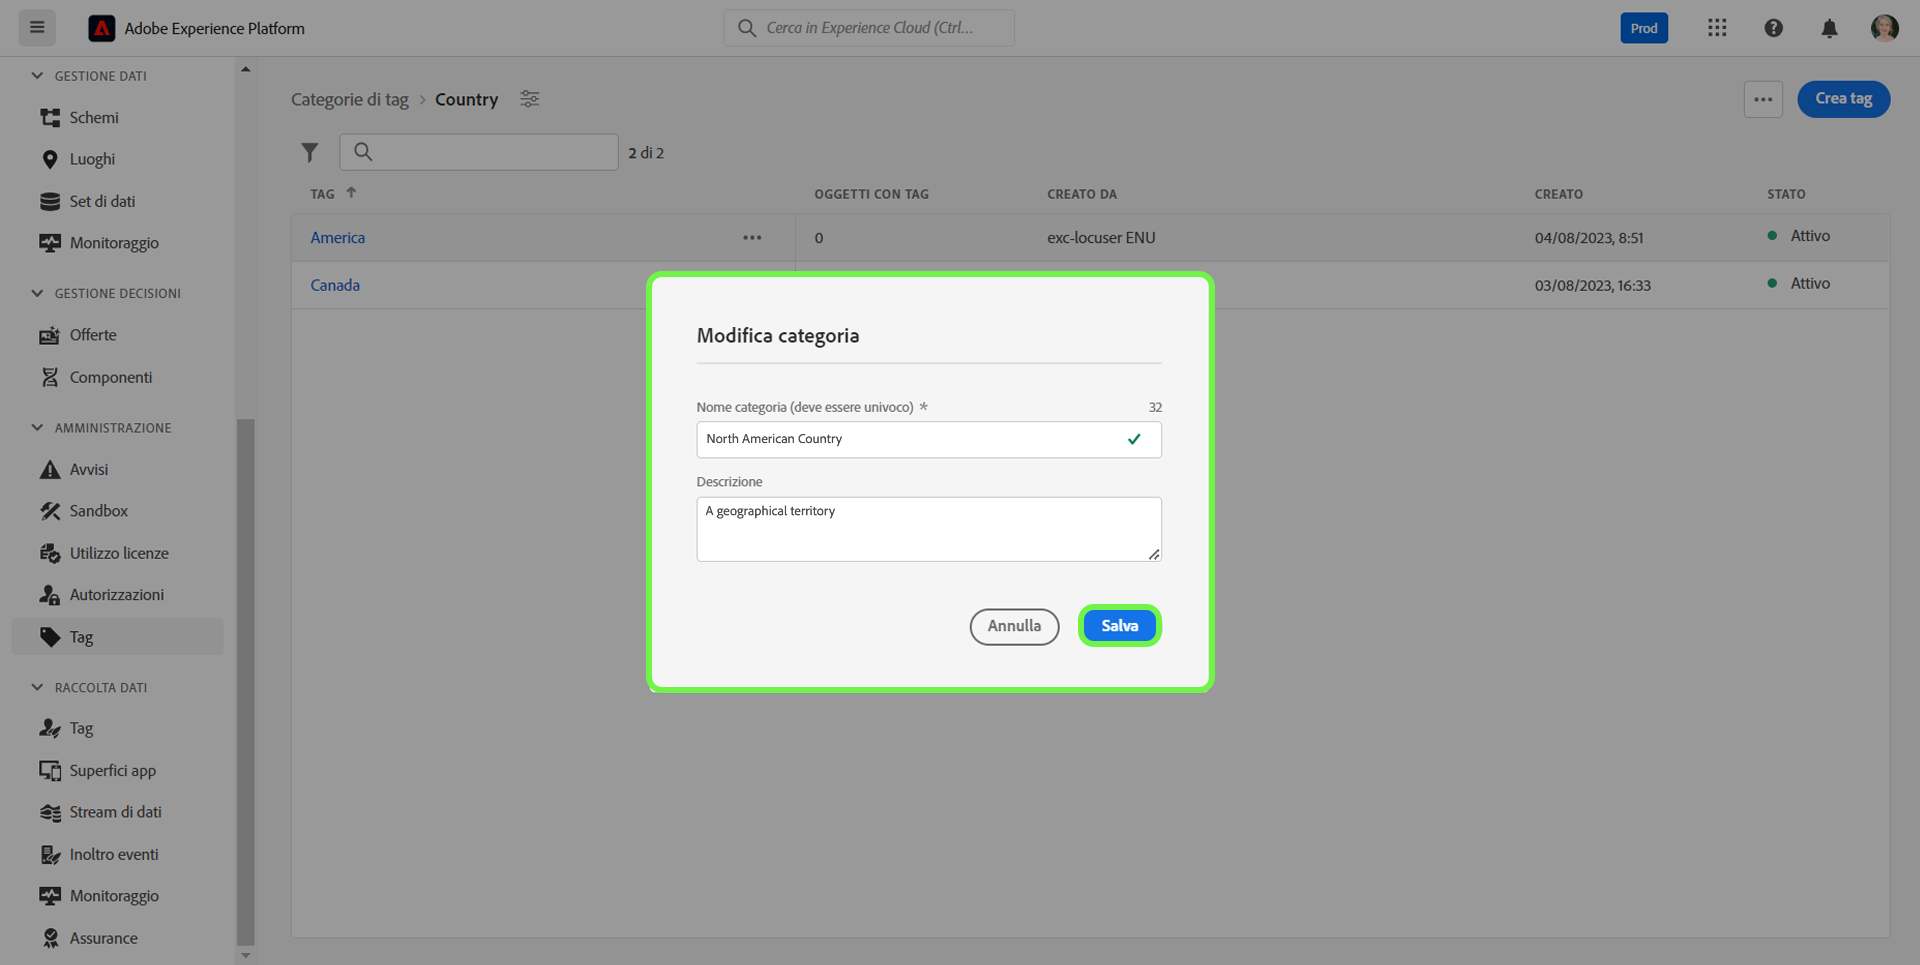 Adobe Experience Platform
Cerca in Experience Cloud (Ctrl...
Prod
GESTIONE DATI
Schemi
Luoghi
Set di dati
Monitoraggio
GESTIONE DECISIONI
Offerte
Componenti
AMMINISTRAZIONE
Avvisi
Sandbox
Utilizzo licenze
Autorizzazioni
Tag
RACCOLTA DATI
Tag
Superfici app
Stream di dati
Inoltro eventi
Monitoraggio
Assurance
Categorie di tag > Country
Crea tag
2 di 2
TAG OGGETTI CON TAG CREATO DA CREATO STATO
America 0 exc-locuser ENU 04/08/2023, 8:51 Attivo
Canada 03/08/2023, 16:33 Attivo
Modifica categoria
Nome categoria (deve essere univoco) * 32
North American Country
Descrizione
A geographical territory
Annulla Salva